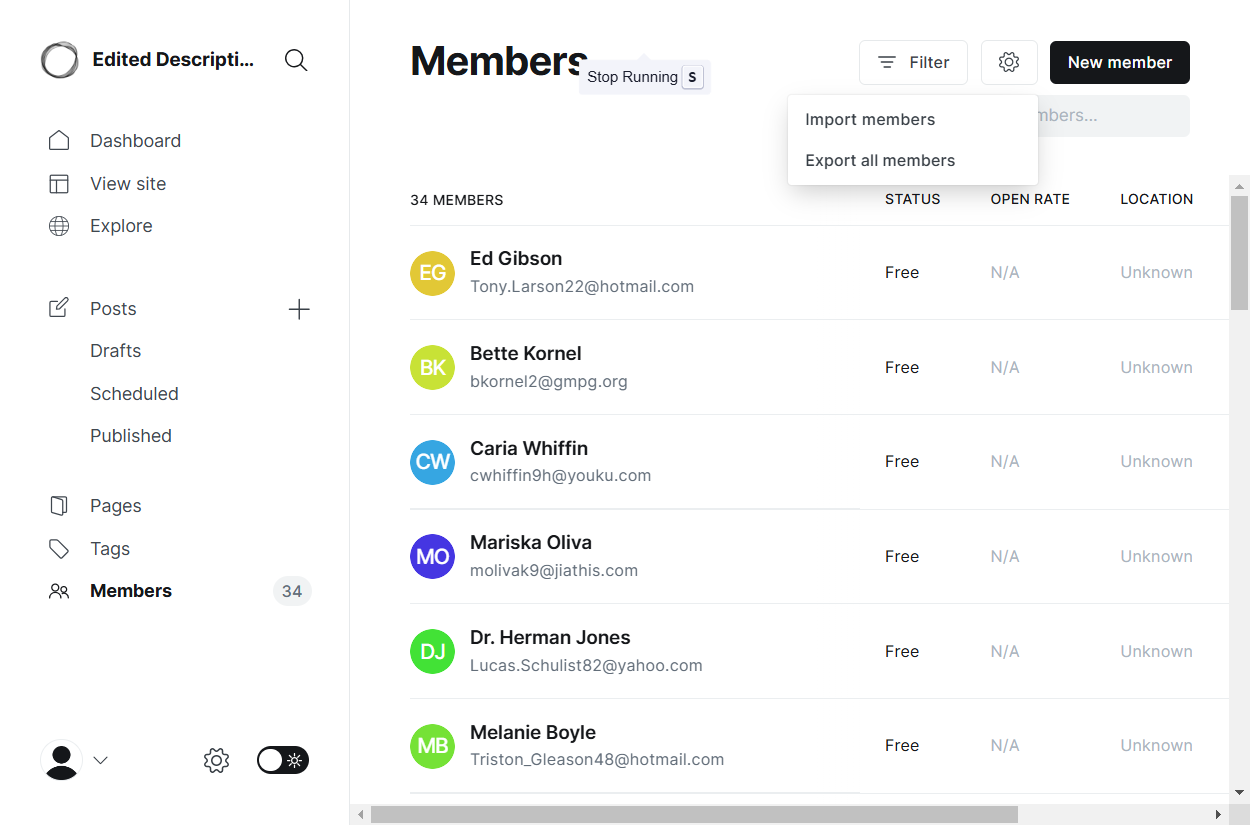 Edited Descripti...
Dashboard
View site
Explore
Posts
Drafts
Scheduled
Published
Pages
Tags
Members
34
Members
Stop Running S
Filter
New member
Import members
Export all members
mbers...
34 MEMBERS
STATUS
OPEN RATE
LOCATION
EG
Ed Gibson
Tony.Larson22@hotmail.com
Free
N/A
Unknown
BK
Bette Kornel
bkornel2@gmpg.org
Free
N/A
Unknown
CW
Caria Whiffin
cwhiffin9h@youku.com
Free
N/A
Unknown
MO
Mariska Oliva
molivak9@jiathis.com
Free
N/A
Unknown
DJ
Dr. Herman Jones
Lucas.Schulist82@yahoo.com
Free
N/A
Unknown
MB
Melanie Boyle
Triston_Gleason48@hotmail.com
Free
N/A
Unknown